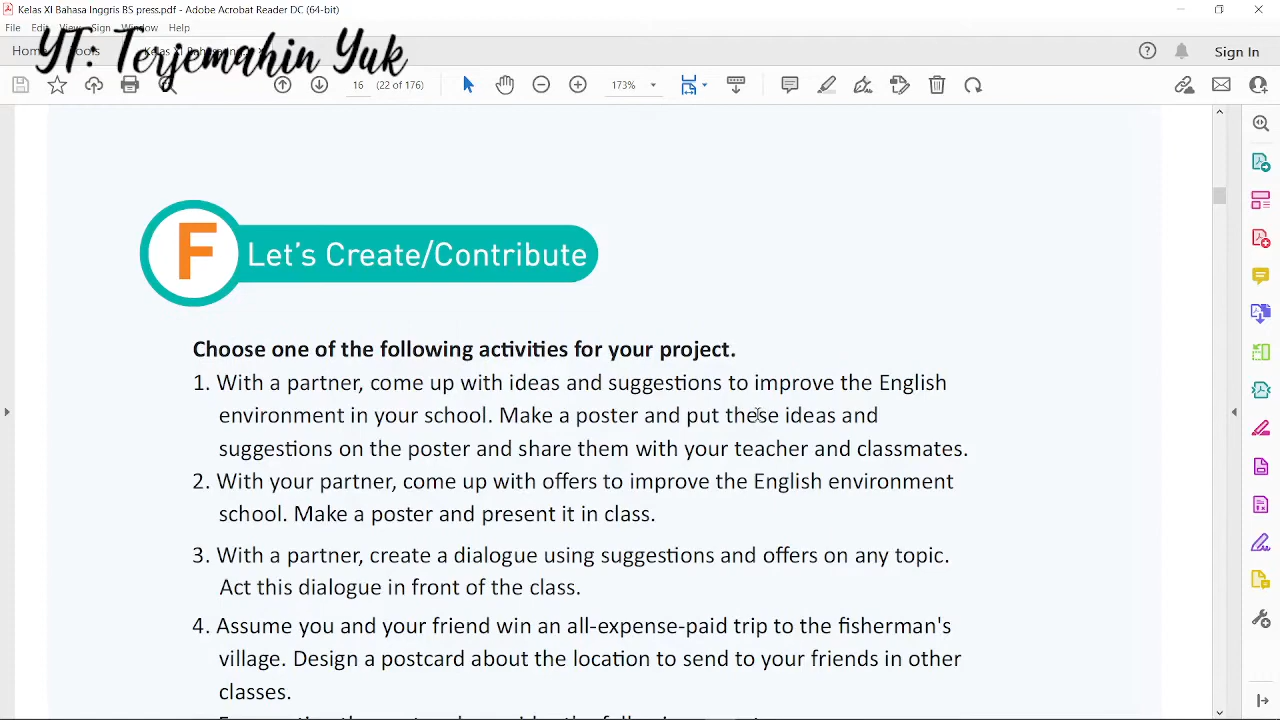 Kelas XI Bahasa Inggris BS press.pdf - Adobe Acrobat Reader DC (64-bit)
File Edit View Sign Window Help
YT: Terjemahin Yuk
Home Tools
Sign In
16 (22 of 176)
173%
F
Let's Create/Contribute
Choose one of the following activities for your project.
1. With a partner, come up with ideas and suggestions to improve the English
environment in your school. Make a poster and put these ideas and
suggestions on the poster and share them with your teacher and classmates.
2. With your partner, come up with offers to improve the English environment
school. Make a poster and present it in class.
3. With a partner, create a dialogue using suggestions and offers on any topic.
Act this dialogue in front of the class.
4. Assume you and your friend win an all-expense-paid trip to the fisherman's
village. Design a postcard about the location to send to your friends in other
classes.